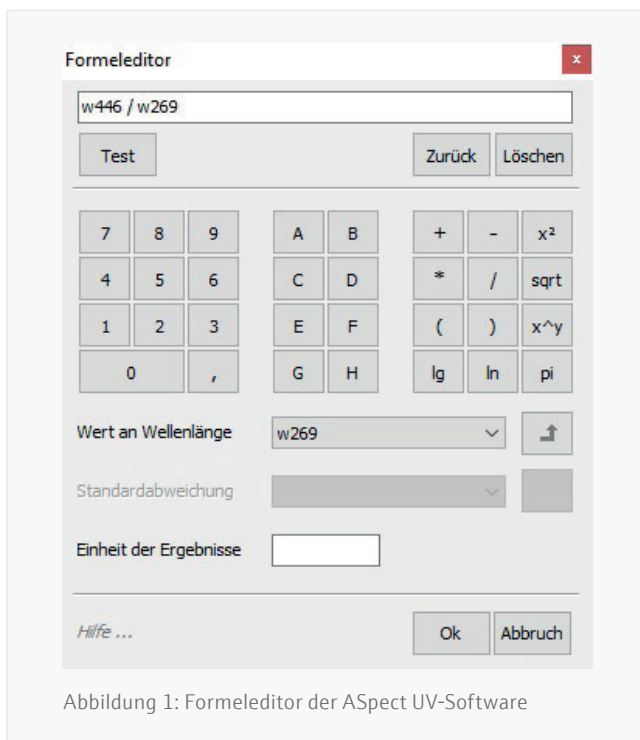 Formeleditor x
w446 / w269
Test Zurück Löschen
7 8 9 A B + - x²
4 5 6 C D * / sqrt
1 2 3 E F ( ) x^y
0 , G H lg ln pi
Wert an Wellenlänge w269
Standardabweichung
Einheit der Ergebnisse
Hilfe ... Ok Abbruch
Abbildung 1: Formeleditor der ASpect UV-Software